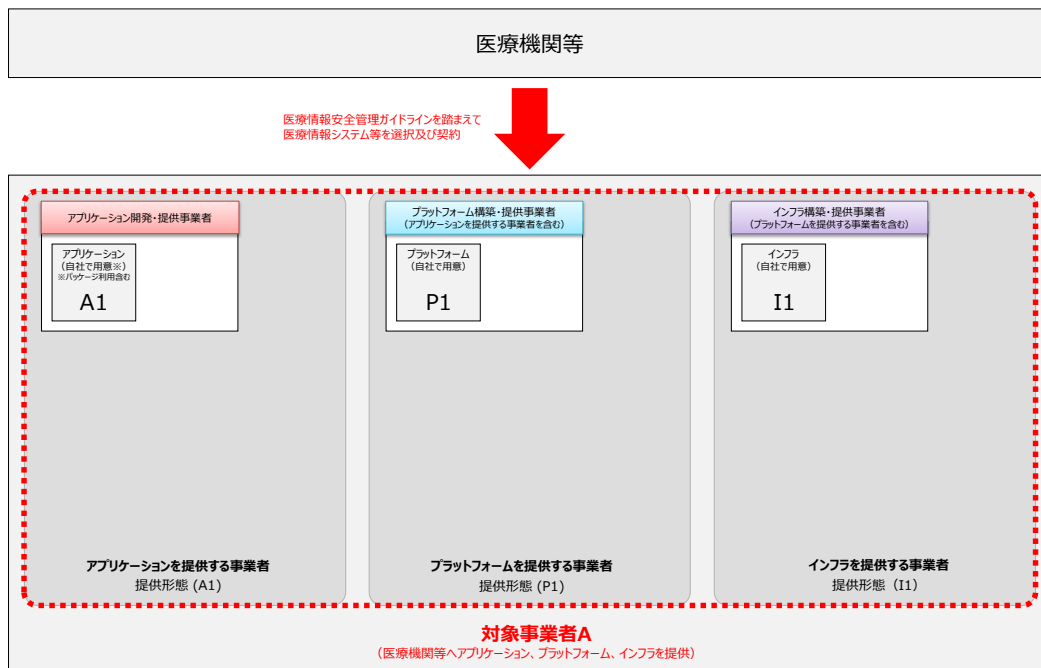 医療機関等
医療情報安全管理ガイドラインを踏まえて
医療情報システム等を選択及び契約
アプリケーション開発・提供事業者
アプリケーション
(自社で用意※)
※パッケージ利用含む
A1
プラットフォーム構築・提供事業者
(アプリケーションを提供する事業者を含む)
プラットフォーム
(自社で用意)
P1
インフラ構築・提供事業者
(プラットフォームを提供する事業者を含む)
インフラ
(自社で用意)
I1
アプリケーションを提供する事業者
提供形態 (A1)
プラットフォームを提供する事業者
提供形態 (P1)
インフラを提供する事業者
提供形態 (I1)
対象事業者A
(医療機関等へアプリケーション、プラットフォーム、インフラを提供)